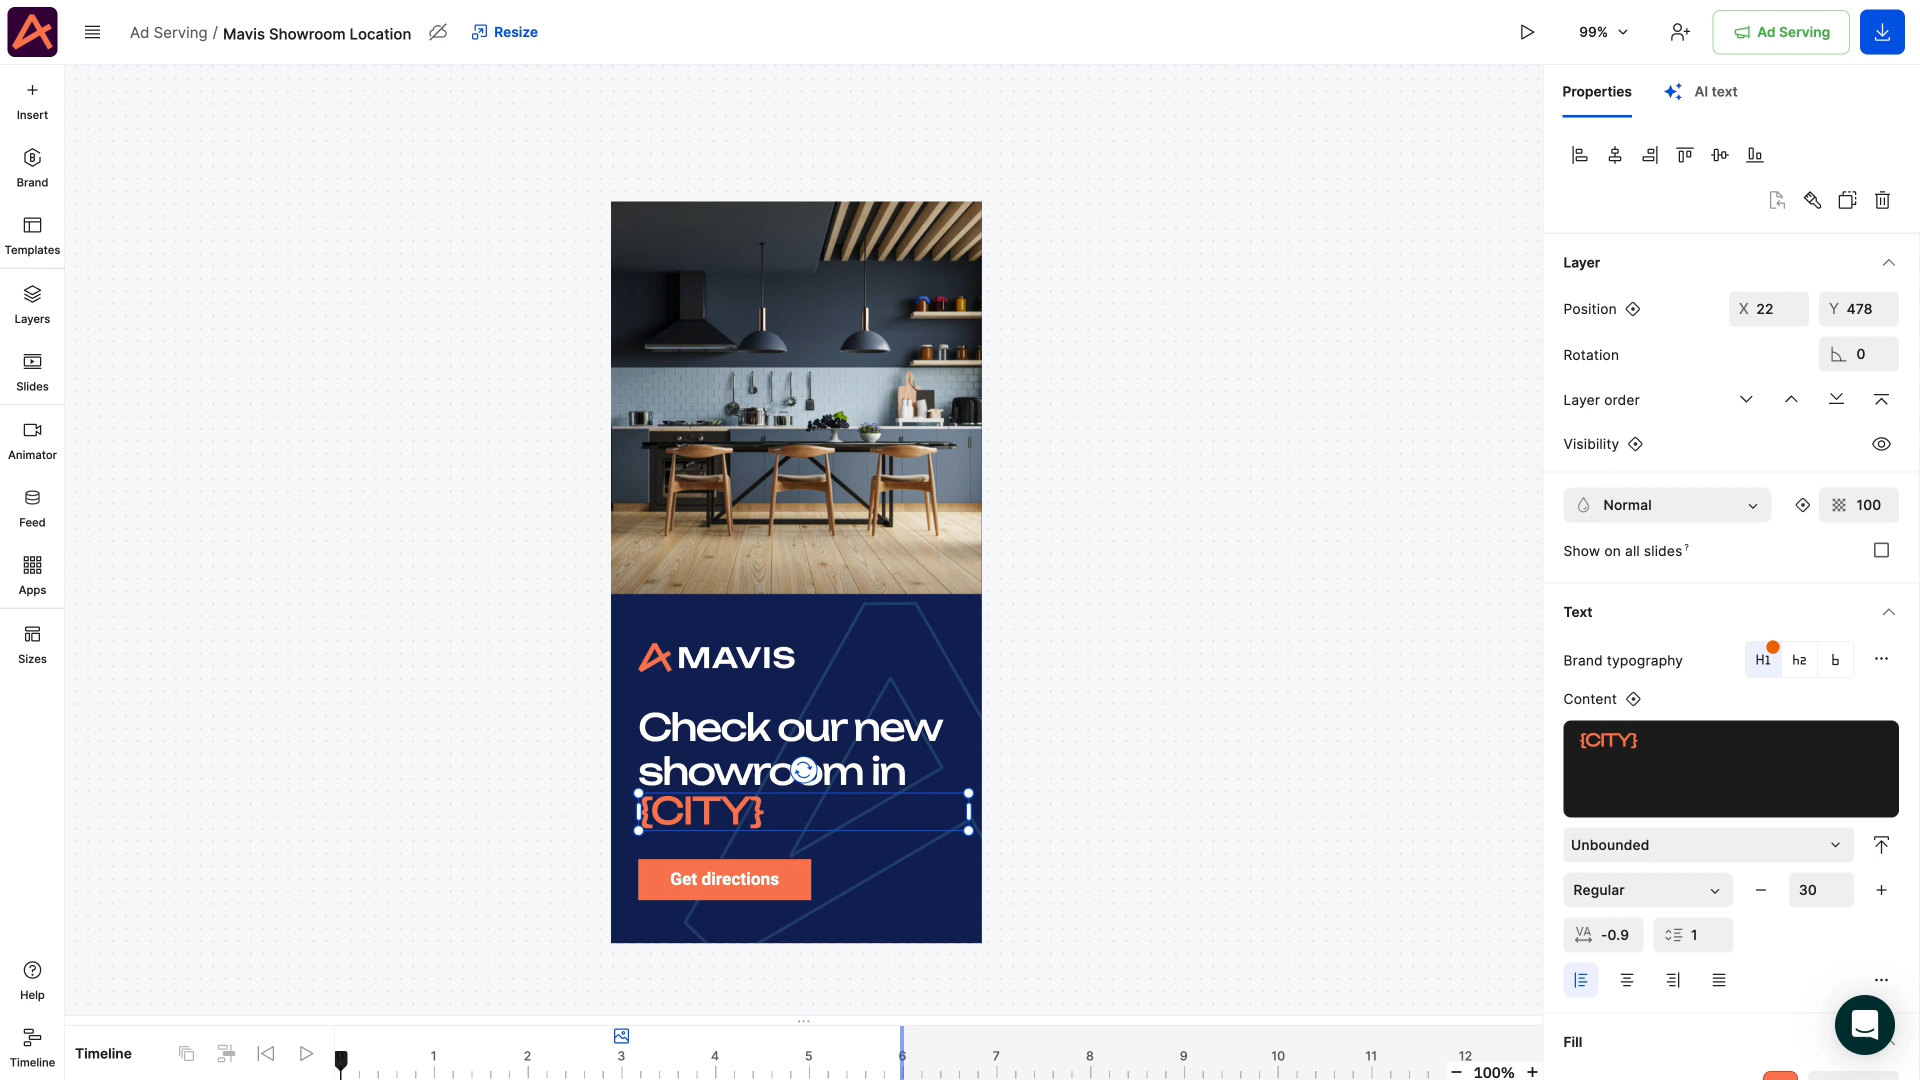 Ad Serving / Mavis Showroom Location
Resize
99%
Ad Serving
Insert
Brand
Templates
Layers
Slides
Animator
Feed
Apps
Sizes
Help
Timeline
MAVIS
Check our new
showroom in
{CITY}
Get directions
Properties
AI text
Layer
Position X 22 Y 478
Rotation 0
Layer order
Visibility
Normal 100
Show on all slides?
Text
Brand typography H1 h2 b
Content
{CITY}
Unbounded
Regular 30
VA -0.9 1
Fill
Timeline
1 2 3 4 5 6 7 8 9 10 11 12
100%